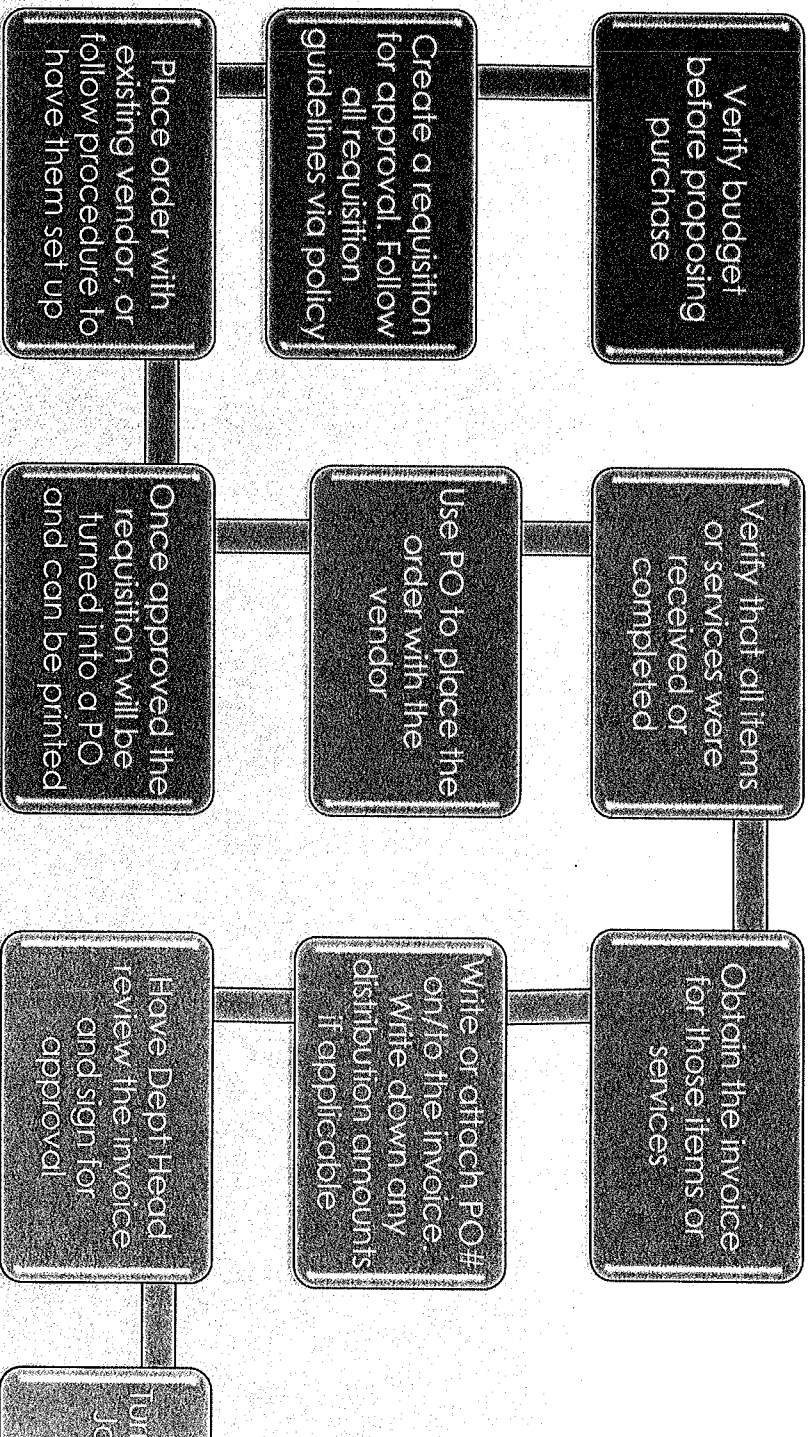 Verify budget
before proposing
purchase
Create a requisition
for approval. Follow
all requisition
guidelines via policy
Place order with
existing vendor, or
follow procedure to
have them set up
Once approved the
requisition will be
turned into a PO
and can be printed
Use PO to place the
order with the
vendor
Verify that all items
or services were
received or
completed
Obtain the invoice
for those items or
services
Write or attach PO#
on/to the invoice.
Write down any
distribution amounts
if applicable
Have Dept Head
review the invoice
and sign for
approval